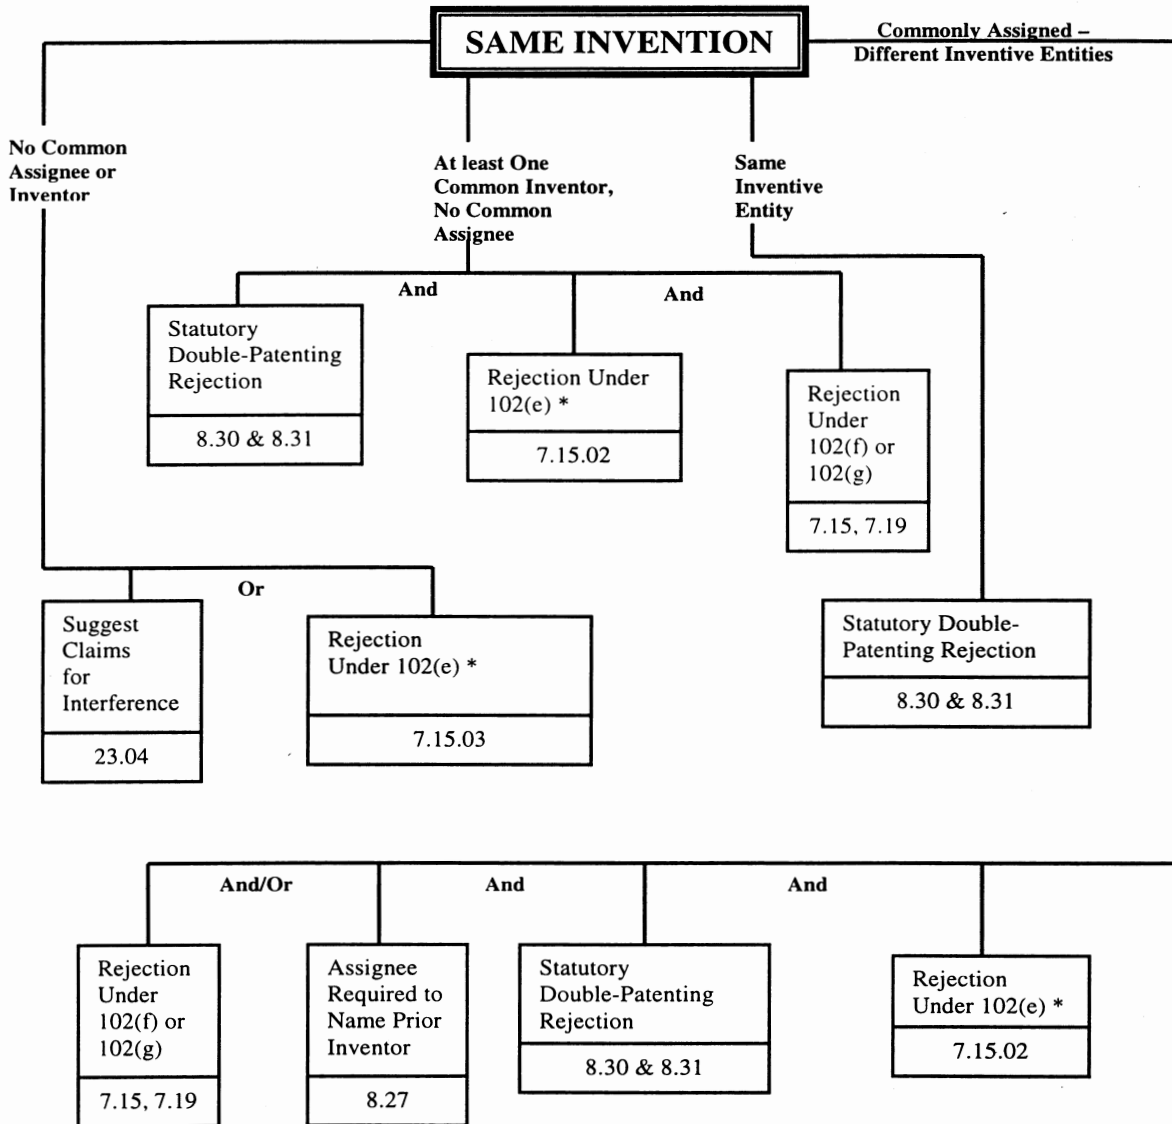 SAME INVENTION
Commonly Assigned –
Different Inventive Entities
No Common
Assignee or
Inventor
At least One
Common Inventor,
No Common
Assignee
Same
Inventive
Entity
And
And
Statutory
Double-Patenting
Rejection
8.30 & 8.31
Rejection Under
102(e) *
7.15.02
Rejection
Under
102(f) or
102(g)
7.15, 7.19
Or
Suggest
Claims
for
Interference
23.04
Rejection
Under 102(e) *
7.15.03
Statutory Double-
Patenting Rejection
8.30 & 8.31
And/Or
And
And
Rejection
Under
102(f) or
102(g)
7.15, 7.19
Assignee
Required to
Name Prior
Inventor
8.27
Statutory
Double-Patenting
Rejection
8.30 & 8.31
Rejection
Under 102(e) *
7.15.02